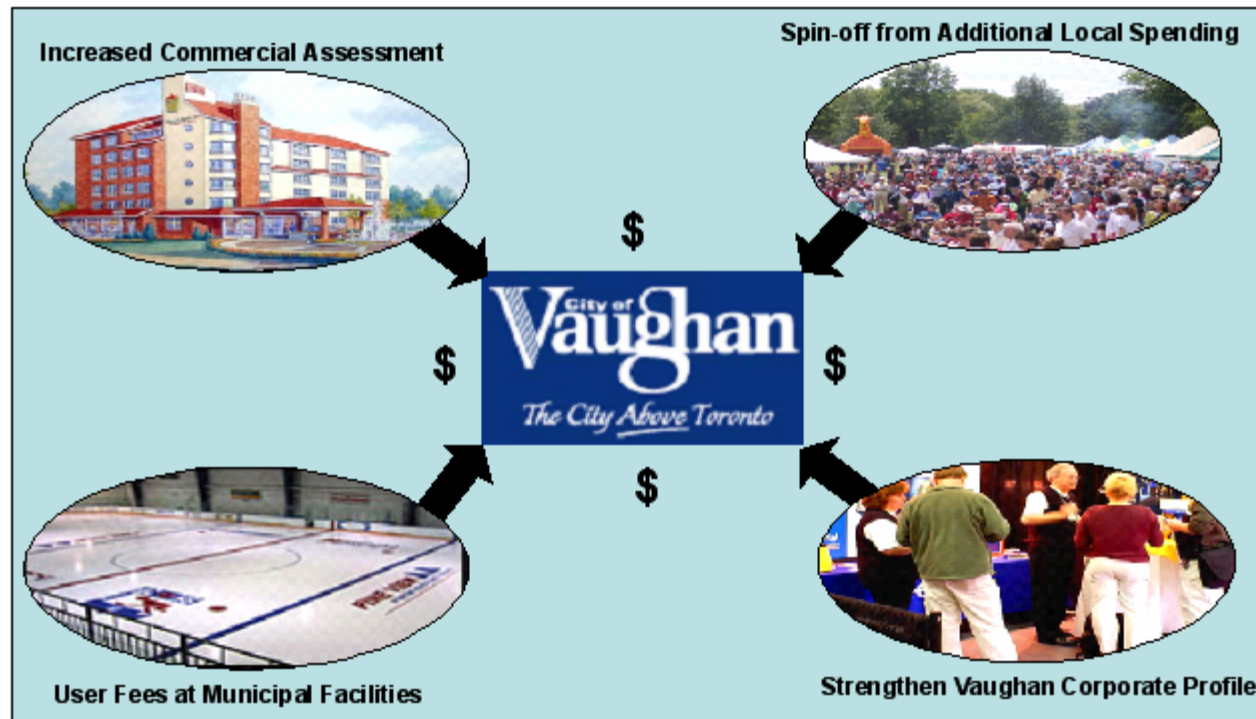 Increased Commercial Assessment
Spin-off from Additional Local Spending
$
City of
Vaughan
The City Above Toronto
$
$
$
User Fees at Municipal Facilities
Strengthen Vaughan Corporate Profile